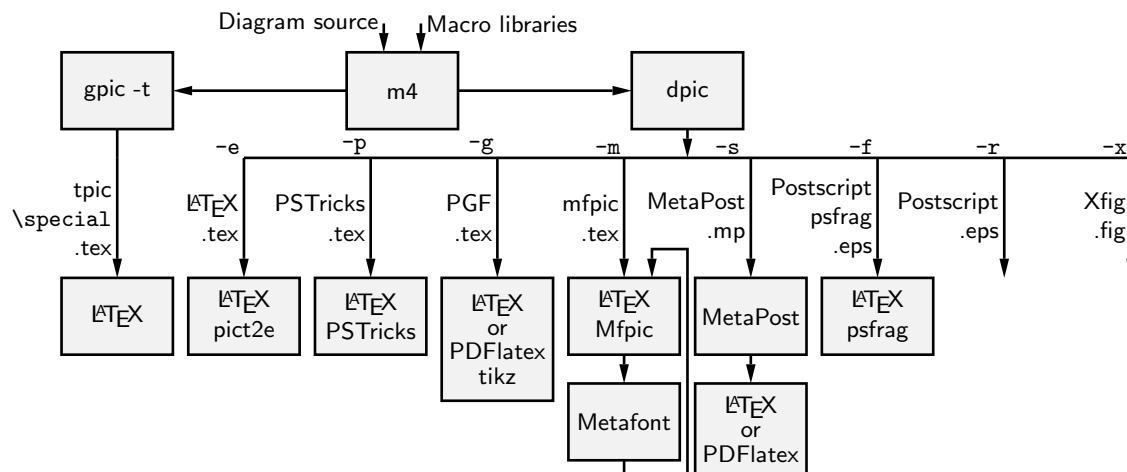 Diagram source
Macro libraries
gpic -t
m4
dpic
-e
-p
-g
-m
-s
-f
-r
-x
tpic
\special
.tex
LATEX
.tex
PSTricks
.tex
PGF
.tex
mfpic
.tex
MetaPost
.mp
Postscript
psfrag
.eps
Postscript
.eps
Xfig
.fig
LATEX
LATEX
pict2e
LATEX
PSTricks
LATEX
or
PDFlatex
tikz
LATEX
Mfpic
MetaPost
LATEX
psfrag
Metafont
LATEX
or
PDFlatex